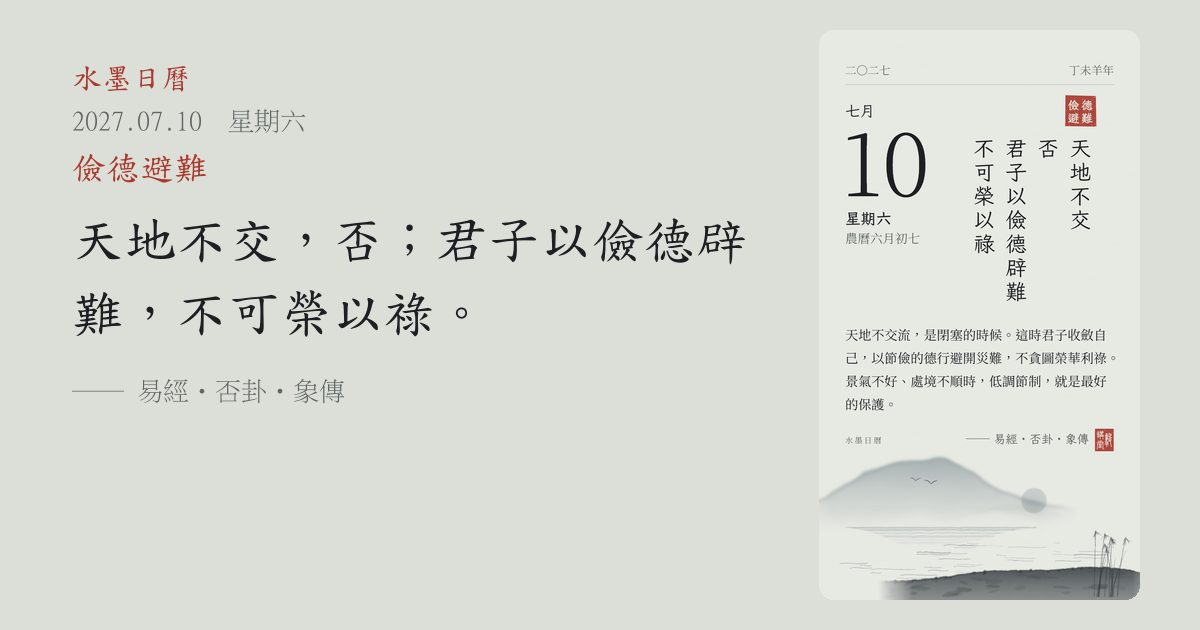 水墨日曆
2027.07.10 星期六
儉德避難
天地不交，否；君子以儉德辟
難，不可榮以祿。
—— 易經・否卦・象傳
二〇二七
丁未羊年
七月
10
星期六
農曆六月初七
儉德
避難
天地不交
否
君子以儉德辟難
不可榮以祿
天地不交流，是閉塞的時候。這時君子收斂自
己，以節儉的德行避開災難，不貪圖榮華利祿。
景氣不好、處境不順時，低調節制，就是最好
的保護。
水墨日曆
—— 易經・否卦・象傳